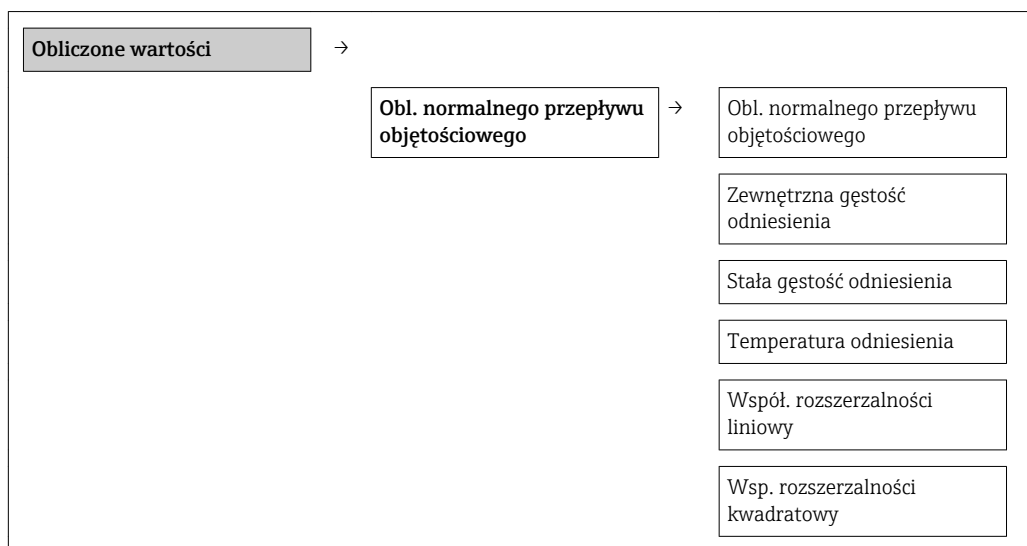 Obliczone wartości →
Obl. normalnego przepływu
objętościowego
→
Obl. normalnego przepływu
objętościowego
Zewnętrzna gęstość
odniesienia
Stała gęstość odniesienia
Temperatura odniesienia
Współ. rozszerzalności
liniowy
Wsp. rozszerzalności
kwadratowy